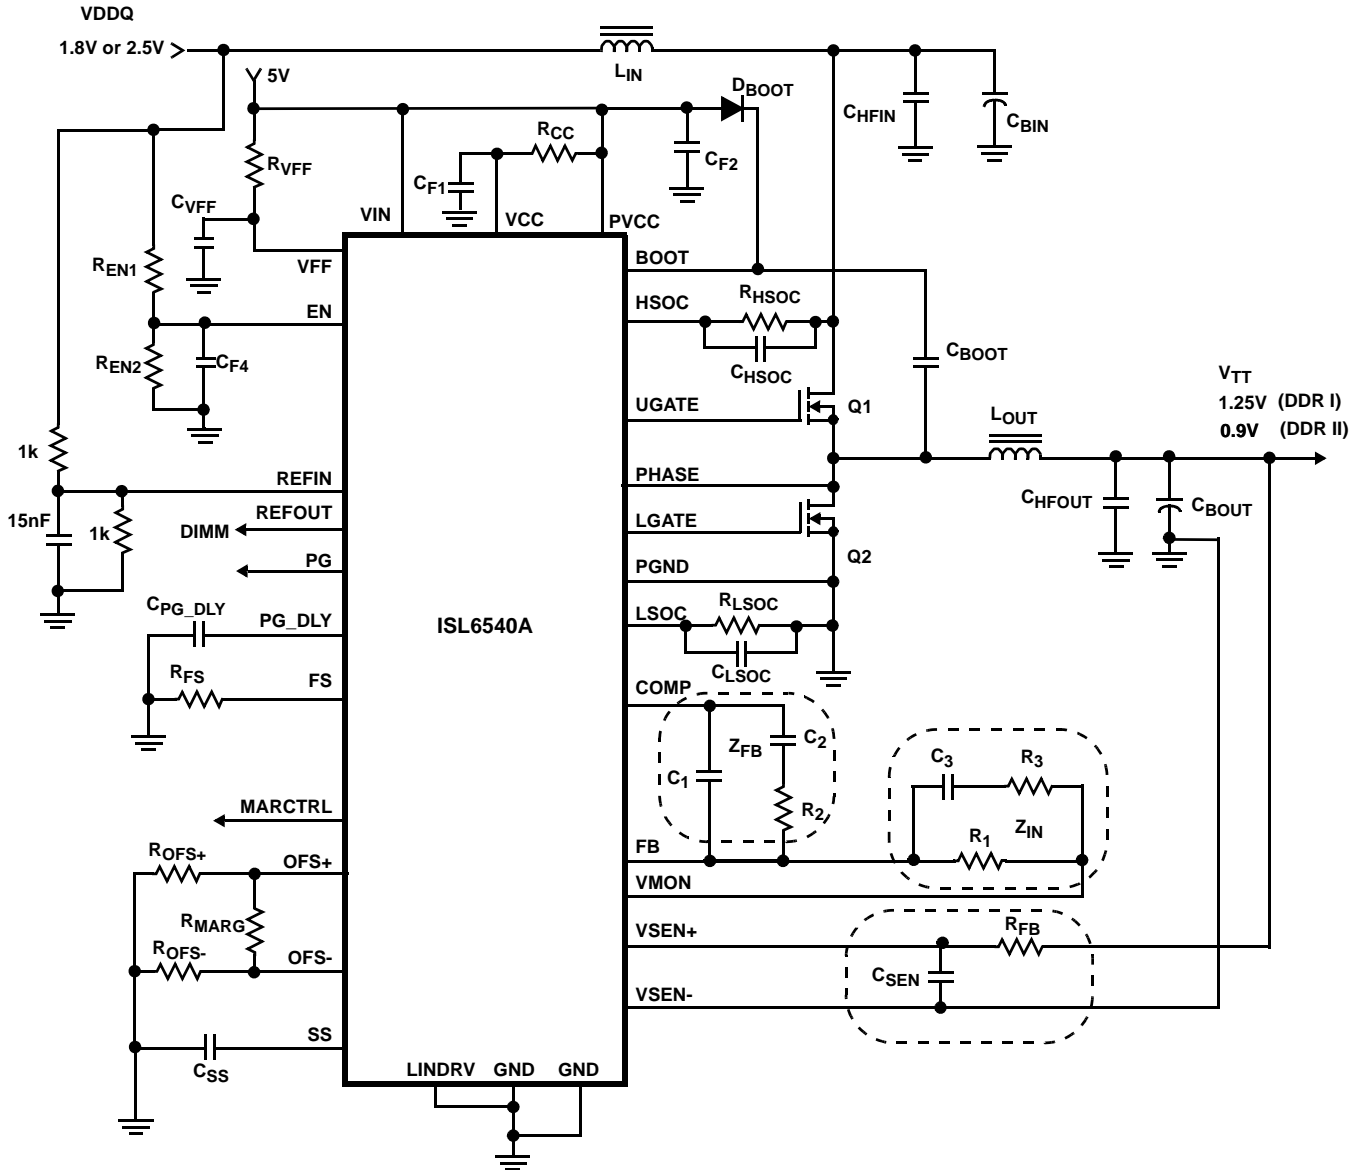 VDDQ
1.8V or 2.5V
LIN
5V
DBOOT
CHFIN
CBIN
RVFF
RCC
CF2
CF1
CVFF
VIN
VCC
PVCC
VFF
BOOT
REN1
HSOC
RHSOC
EN
CHSOC
CBOOT
REN2
CF4
VTT
1.25V (DDR I)
0.9V (DDR II)
UGATE
Q1
LOUT
1k
REFIN
PHASE
CHFOUT
CBOUT
15nF
1k
REFOUT
DIMM
LGATE
Q2
PG
PGND
CPG_DLY
PG_DLY
ISL6540A
LSOC
RLSOC
CLSOC
RFS
FS
COMP
ZFB
C2
C1
R2
C3
R3
ZIN
R1
MARCTRL
FB
ROFS+
OFS+
VMON
RMARG
VSEN+
RFB
ROFS-
OFS-
CSEN
VSEN-
SS
CSS
LINDRV
GND
GND